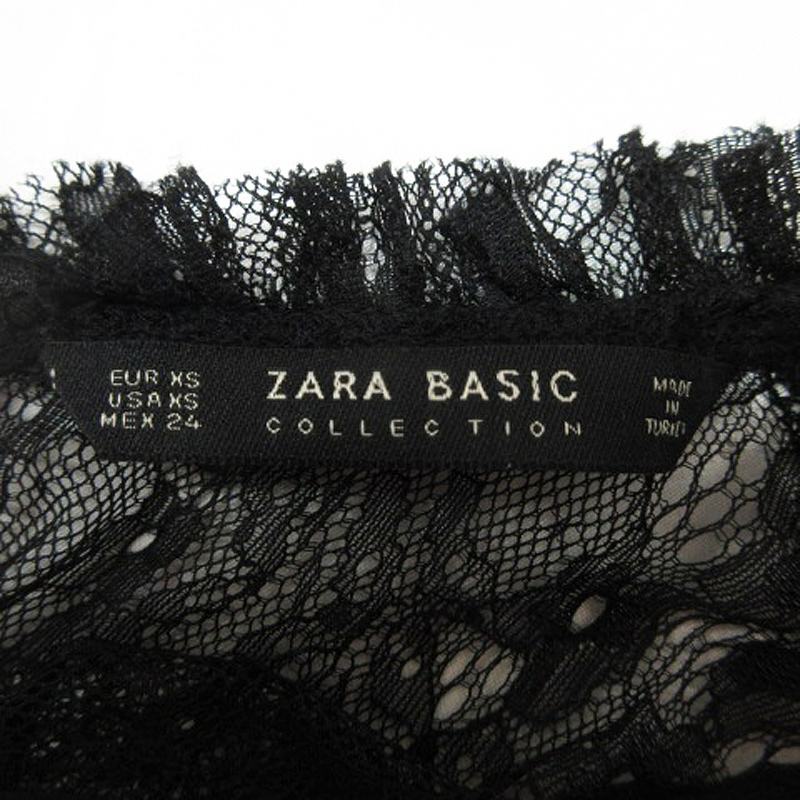 EUR XS
USA XS
MEX 24
ZARA BASIC
COLLECTION
MADE
IN
TURKEY